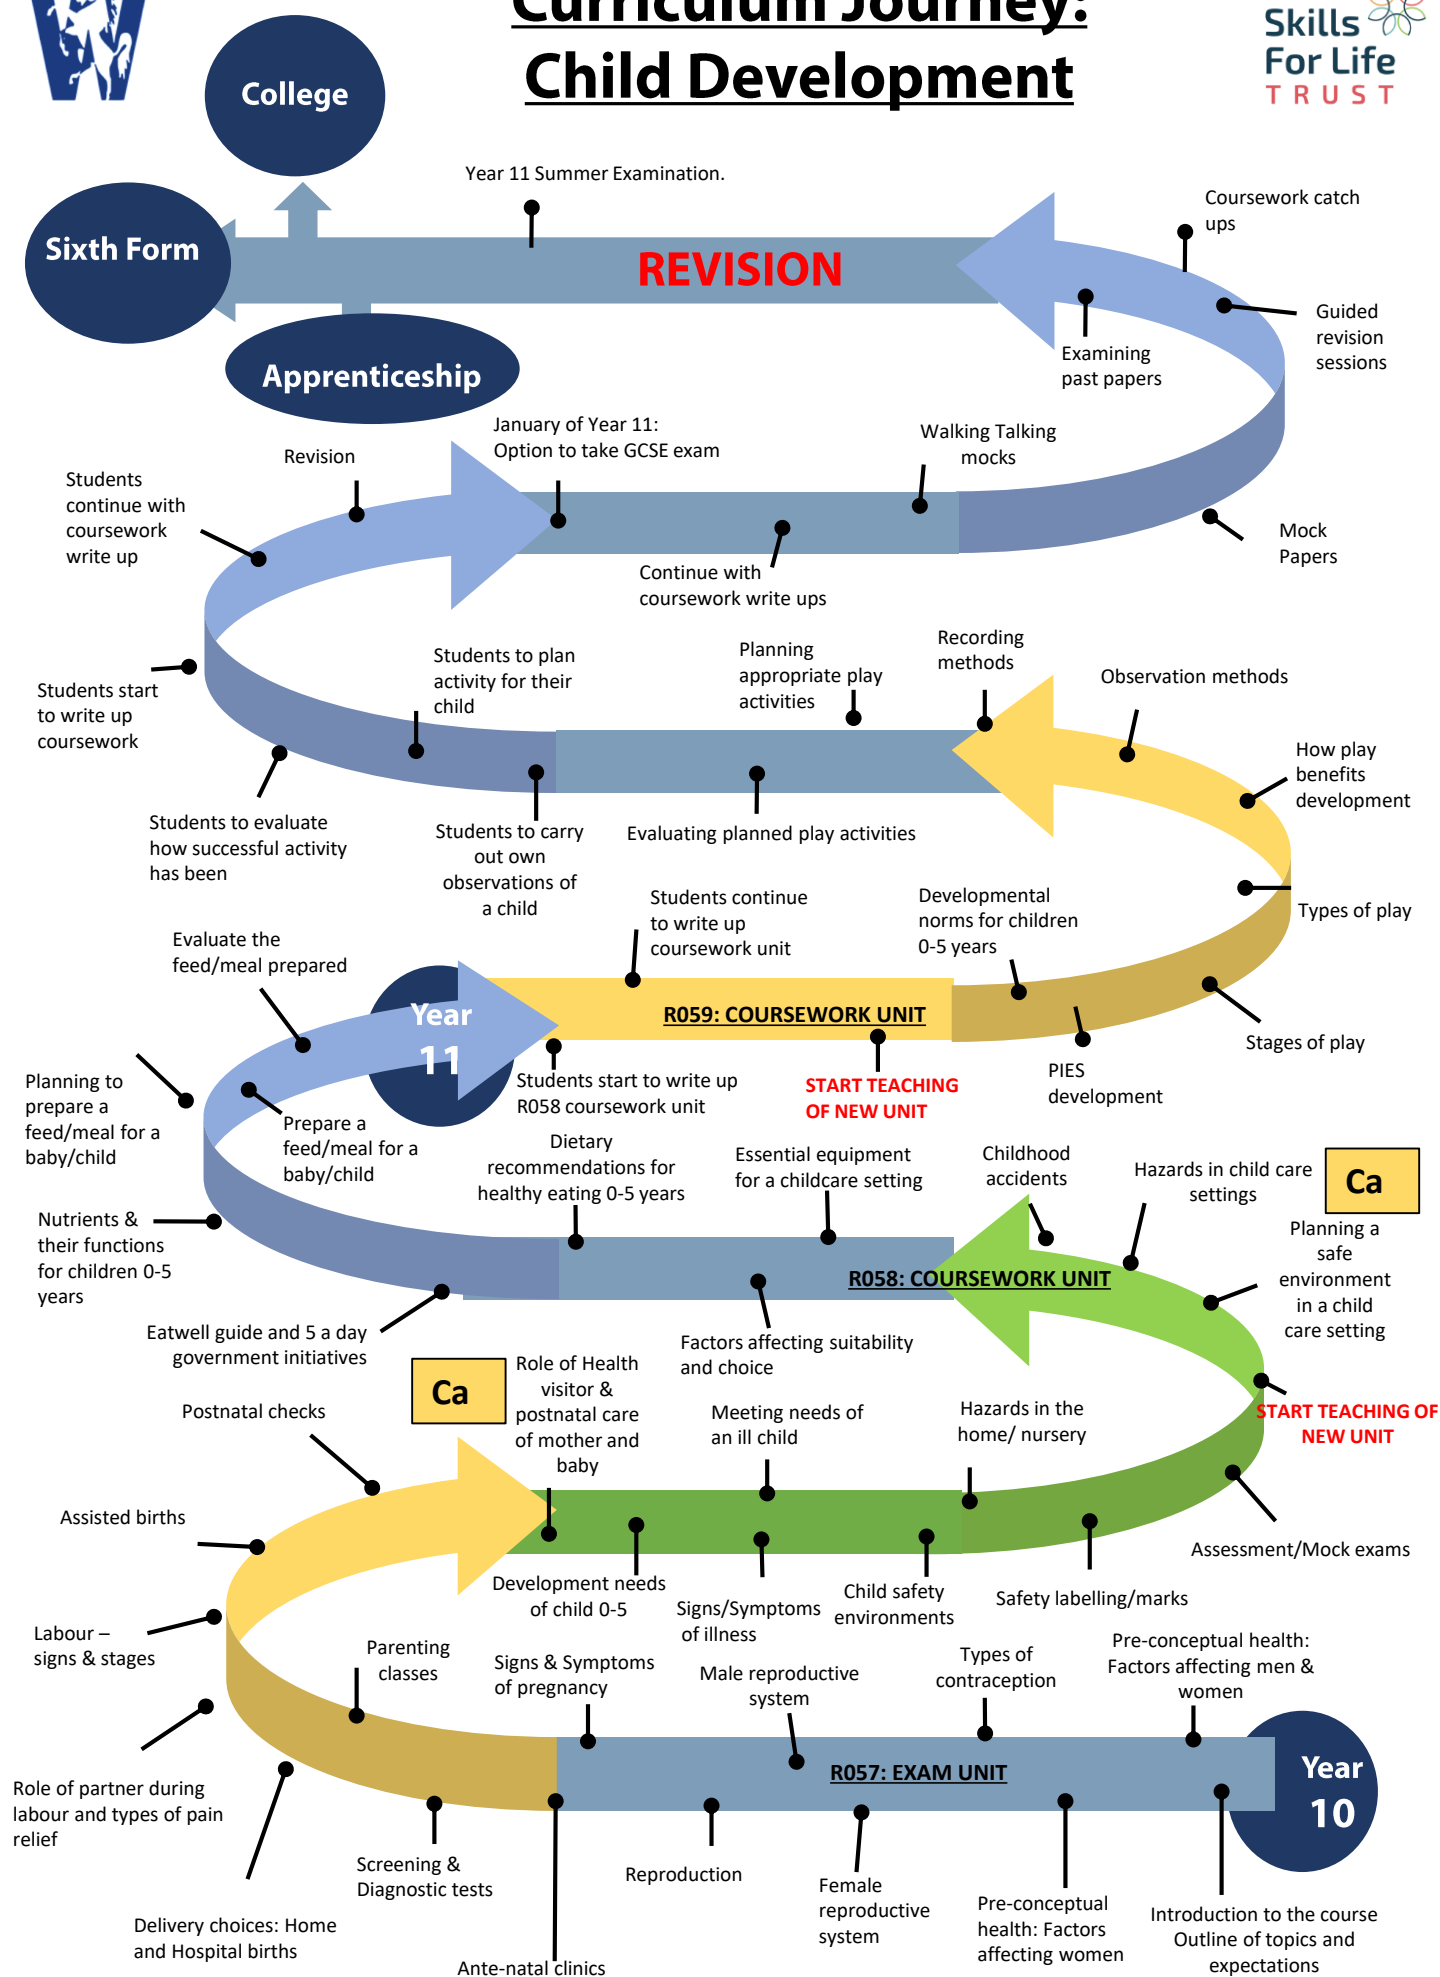 Curriculum Journey:
Child Development
Skills
For Life
TRUST
College
Sixth Form
Apprenticeship
Year 11 Summer Examination.
REVISION
Coursework catch
ups
Guided
revision
sessions
Examining
past papers
January of Year 11:
Option to take GCSE exam
Walking Talking
mocks
Revision
Students
continue with
coursework
write up
Mock
Papers
Continue with
coursework write ups
Students start
to write up
coursework
Students to plan
activity for their
child
Planning
appropriate play
activities
Recording
methods
Observation methods
How play
benefits
development
Students to evaluate
how successful activity
has been
Students to carry
out own
observations of
a child
Evaluating planned play activities
Types of play
Evaluate the
feed/meal prepared
Students continue
to write up
coursework unit
Developmental
norms for children
0-5 years
Year
11
R059: COURSEWORK UNIT
Stages of play
Planning to
prepare a
feed/meal for a
baby/child
Prepare a
feed/meal for a
baby/child
Students start to write up
R058 coursework unit
START TEACHING
OF NEW UNIT
PIES
development
Dietary
recommendations for
healthy eating 0-5 years
Essential equipment
for a childcare setting
Childhood
accidents
Hazards in child care
settings
Ca
Nutrients &
their functions
for children 0-5
years
R058: COURSEWORK UNIT
Planning a
safe
environment
in a child
care setting
Eatwell guide and 5 a day
government initiatives
Factors affecting suitability
and choice
Ca
Role of Health
visitor &
postnatal care
of mother and
baby
Postnatal checks
Meeting needs of
an ill child
Hazards in the
home/ nursery
START TEACHING OF
NEW UNIT
Assisted births
Assessment/Mock exams
Development needs
of child 0-5
Signs/Symptoms
of illness
Child safety
environments
Safety labelling/marks
Labour –
signs & stages
Parenting
classes
Signs & Symptoms
of pregnancy
Male reproductive
system
Types of
contraception
Pre-conceptual health:
Factors affecting men &
women
R057: EXAM UNIT
Year
10
Role of partner during
labour and types of pain
relief
Screening &
Diagnostic tests
Reproduction
Female
reproductive
system
Pre-conceptual
health: Factors
affecting women
Introduction to the course
Outline of topics and
expectations
Delivery choices: Home
and Hospital births
Ante-natal clinics